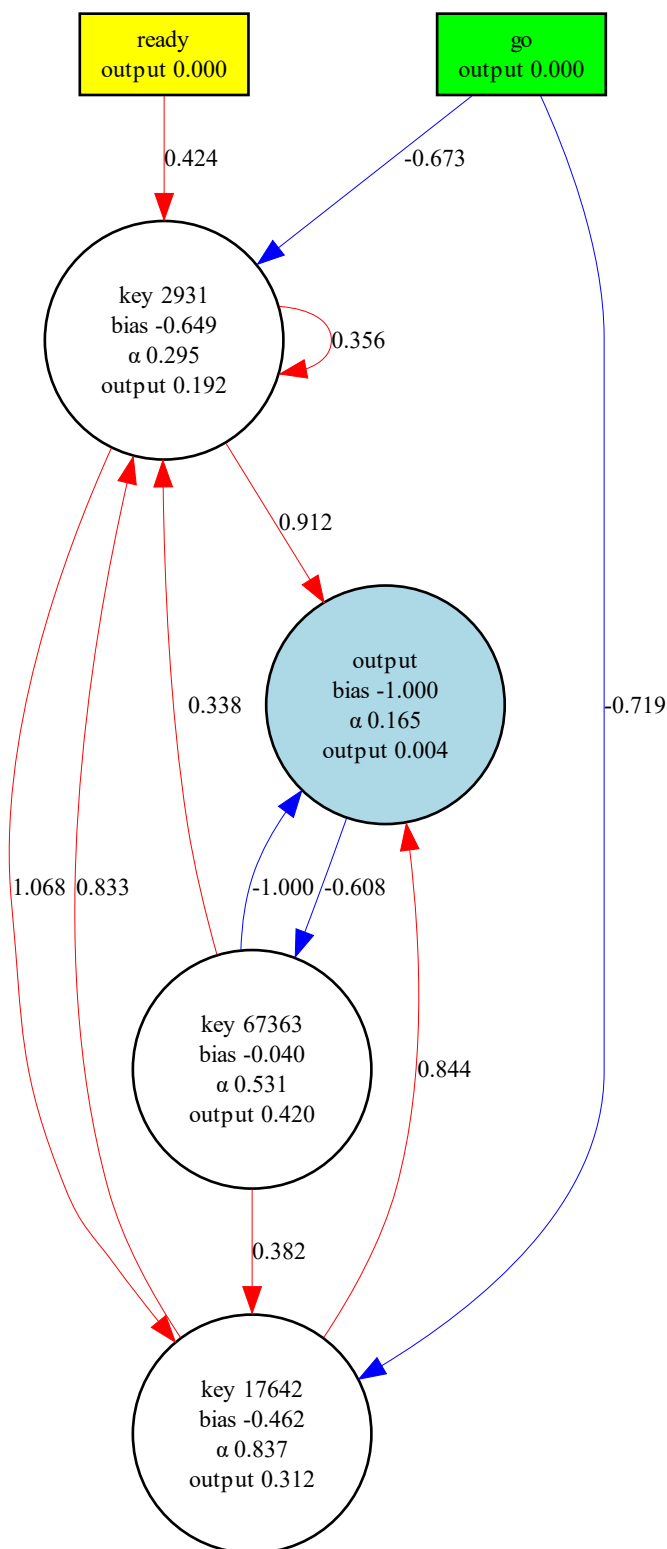 ready
output 0.000
go
output 0.000
0.424
-0.673
key 2931
bias -0.649
α 0.295
output 0.192
0.356
0.912
output
bias -1.000
α 0.165
output 0.004
0.338
-0.719
1.068
0.833
-1.000
-0.608
key 67363
bias -0.040
α 0.531
output 0.420
0.844
0.382
key 17642
bias -0.462
α 0.837
output 0.312